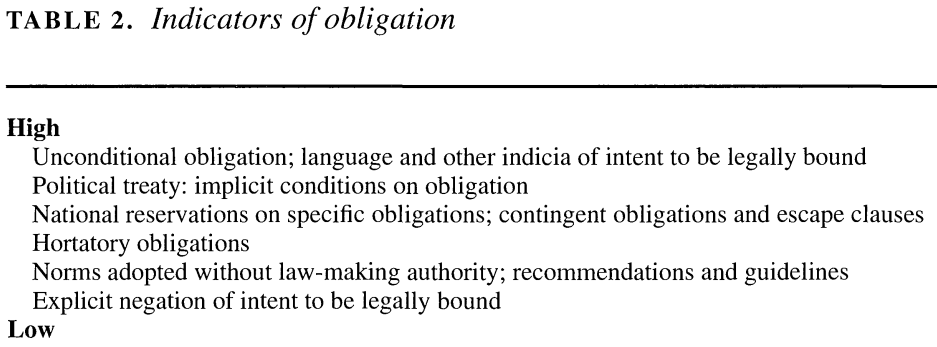 TABLE 2. Indicators of obligation
High
Unconditional obligation; language and other indicia of intent to be legally bound
Political treaty: implicit conditions on obligation
National reservations on specific obligations; contingent obligations and escape clauses
Hortatory obligations
Norms adopted without law-making authority; recommendations and guidelines
Explicit negation of intent to be legally bound
Low